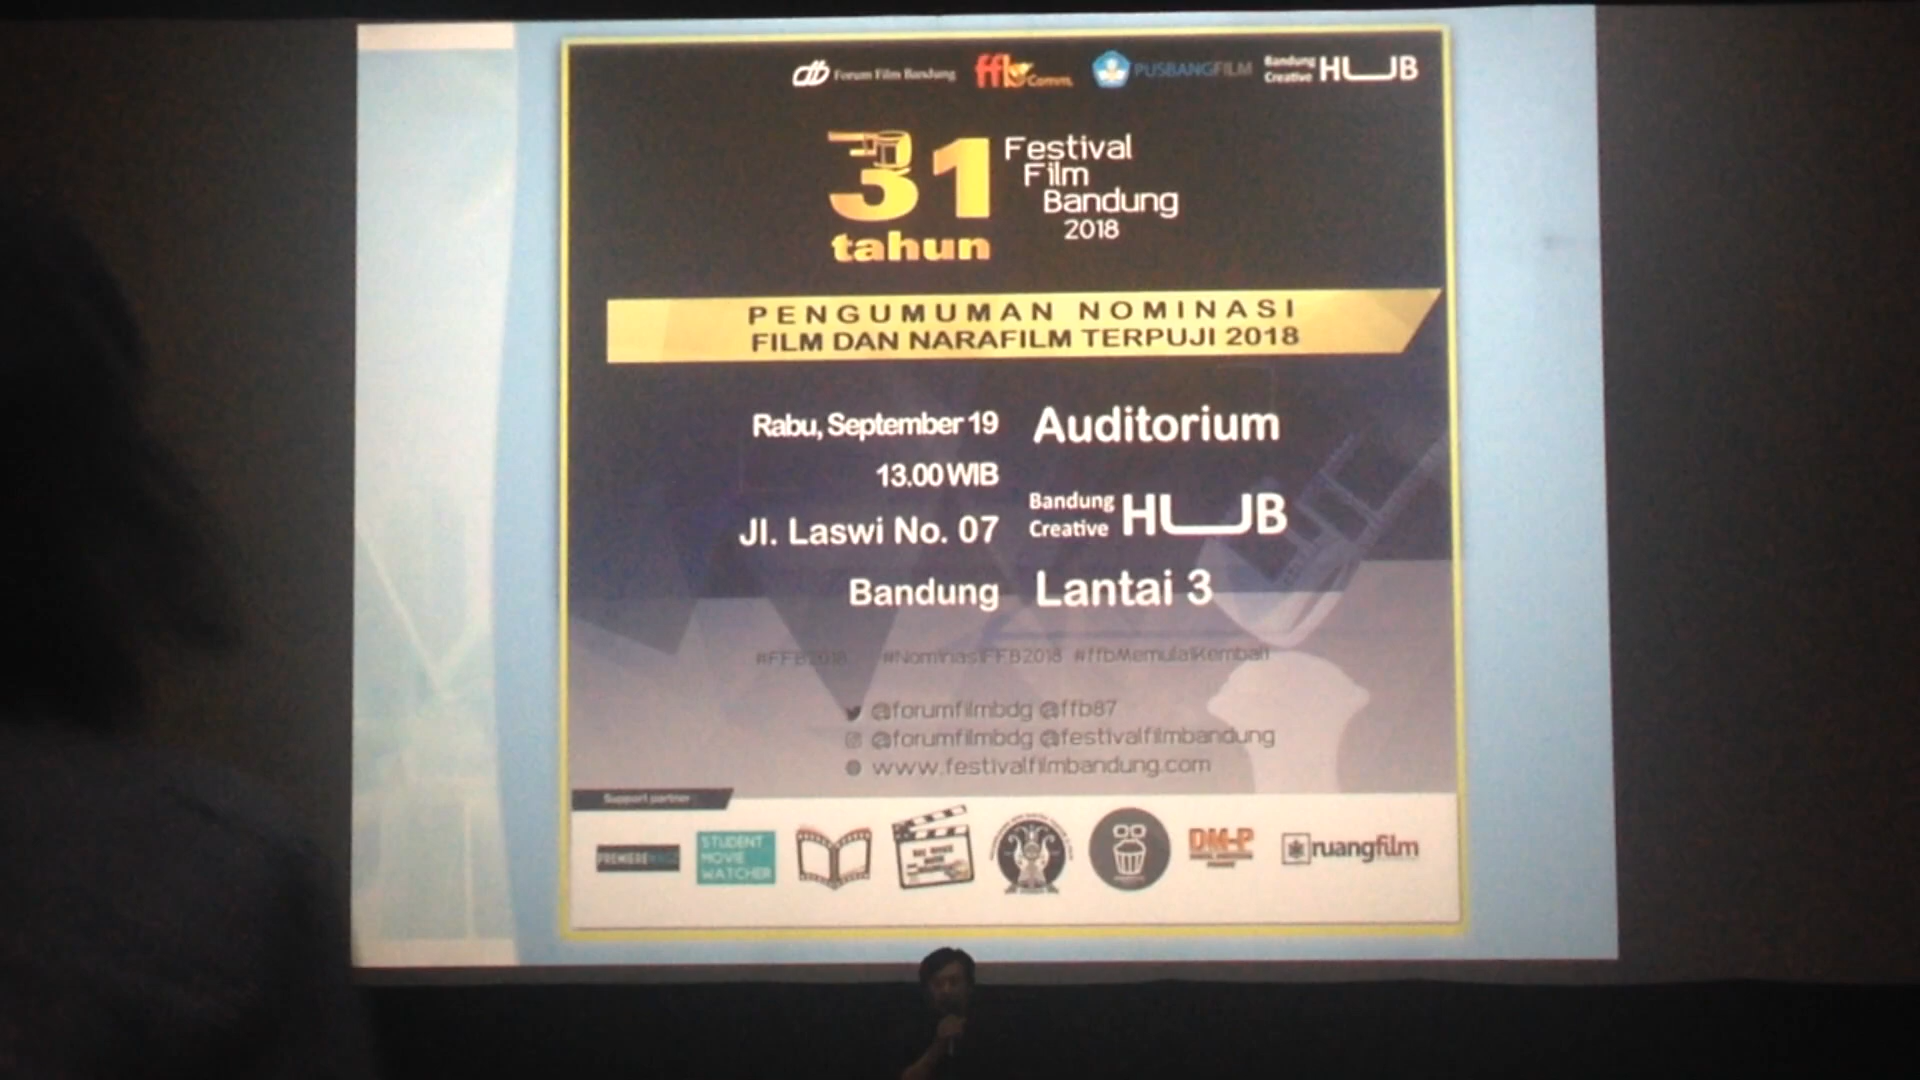 Forum Film Bandung
ffb Comm.
PUSBANGFILM
Bandung Creative HUB
31 tahun
Festival
Film
Bandung
2018
PENGUMUMAN NOMINASI
FILM DAN NARAFILM TERPUJI 2018
Rabu, September 19
13.00 WIB
Jl. Laswi No. 07
Bandung
Auditorium
Bandung Creative HUB
Lantai 3
#FFB2018 #NominasiFFB2018 #ffbMemulaiKembali
@forumfilmbdg @ffb87
@forumfilmbdg @festivalfilmbandung
www.festivalfilmbandung.com
Support partner
PREMIERE
STUDENT
MOVIE
WATCHER
DM-P
ruangfilm